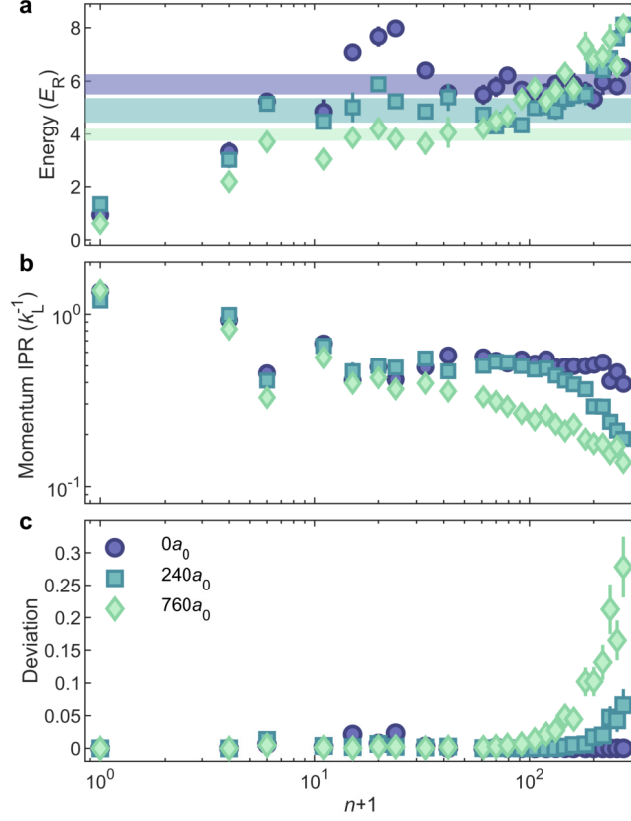 a
8
6
4
2
0
Energy (E_R)
b
10^0
10^-1
Momentum IPR (k_L^-1)
c
0.3
0.25
0.2
0.15
0.1
0.05
0
Deviation
0a_0
240a_0
760a_0
10^0 10^1 10^2
n+1